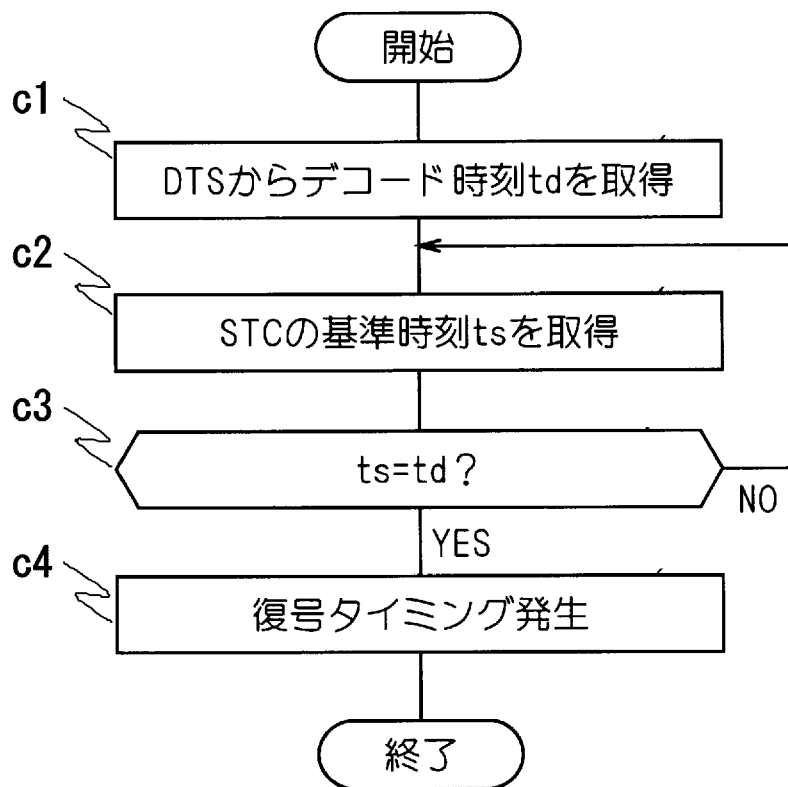 開始
c1
DTSからデコード時刻tdを取得
c2
STCの基準時刻tsを取得
c3
ts=td?
NO
YES
c4
復号タイミング発生
終了